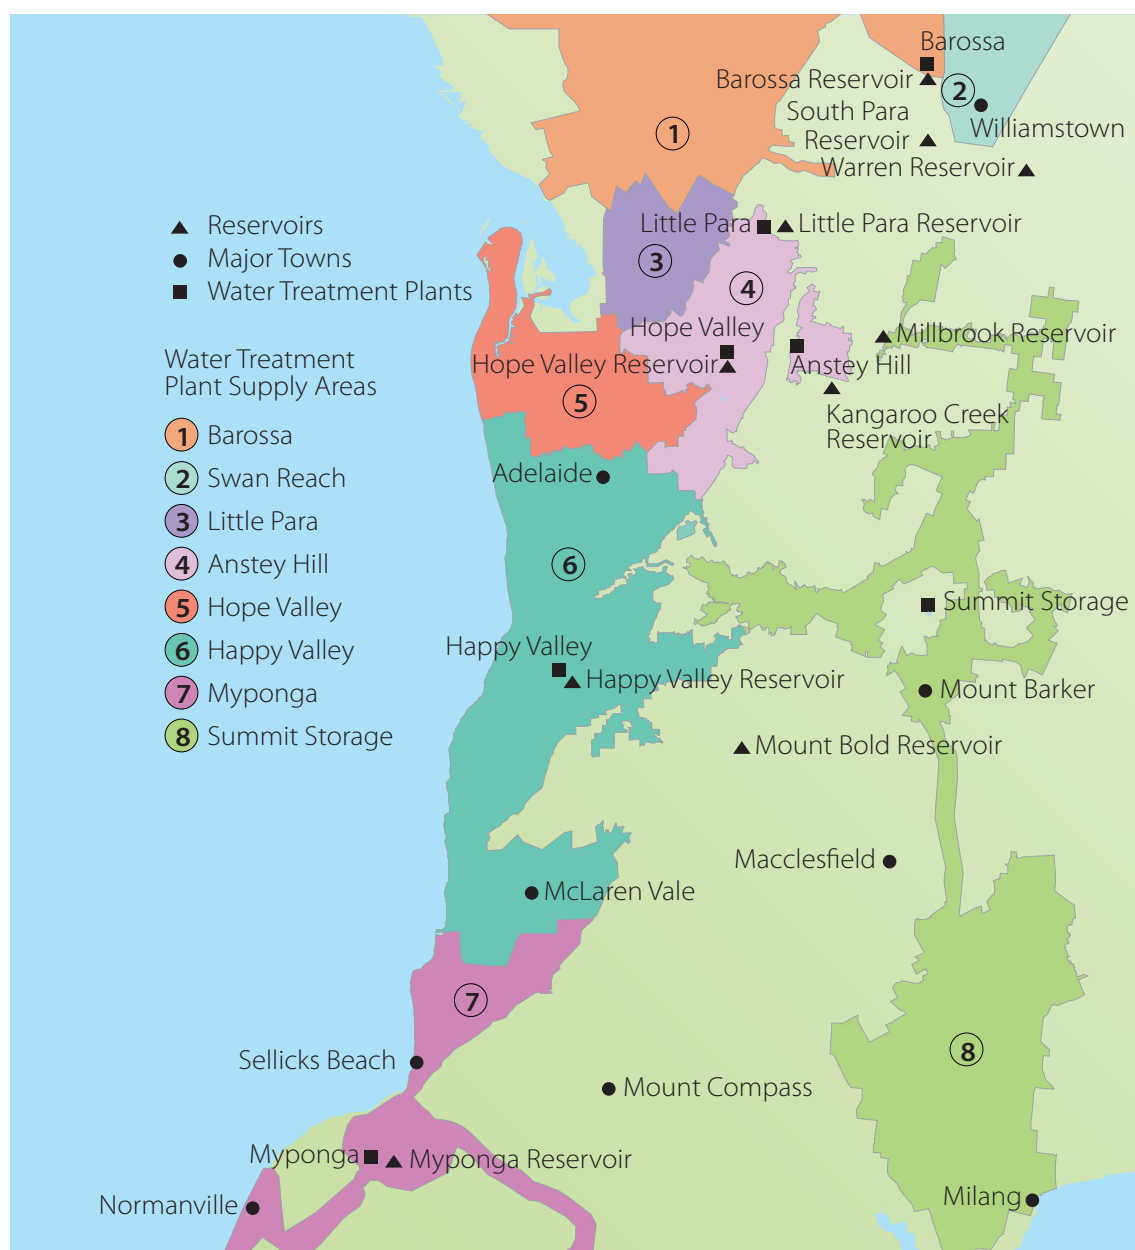 Barossa
Barossa Reservoir
2
South Para
Reservoir
Williamstown
1
Warren Reservoir
Reservoirs
Major Towns
Water Treatment Plants
Little Para
Little Para Reservoir
3
4
Hope Valley
Millbrook Reservoir
Hope Valley Reservoir
Anstey Hill
5
Kangaroo Creek
Reservoir
Water Treatment
Plant Supply Areas
1 Barossa
2 Swan Reach
3 Little Para
4 Anstey Hill
5 Hope Valley
6 Happy Valley
7 Myponga
8 Summit Storage
Adelaide
6
Summit Storage
Happy Valley
Happy Valley Reservoir
Mount Barker
Mount Bold Reservoir
Macclesfield
McLaren Vale
7
8
Sellicks Beach
Mount Compass
Myponga
Myponga Reservoir
Normanville
Milang